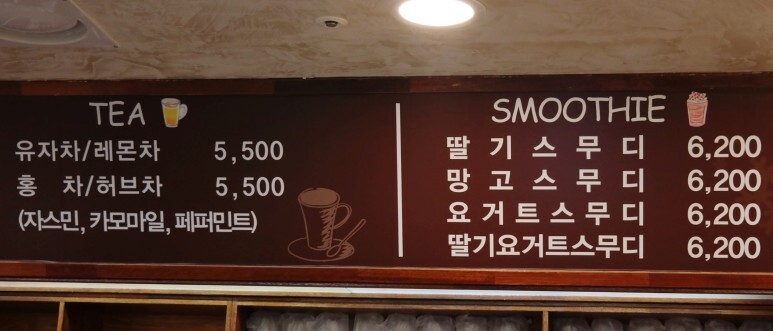 TEA
유자차/레몬차 5,500
홍 차/허브차 5,500
(자스민, 카모마일, 페퍼민트)
SMOOTHIE
딸 기 스 무 디 6,200
망 고 스 무 디 6,200
요 거 트 스 무 디 6,200
딸기요거트스무디 6,200